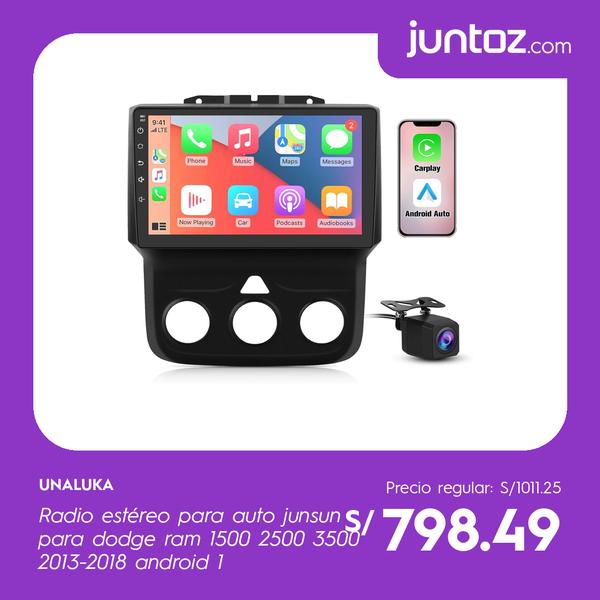 juntoz.com
9:41
LTE
2
Phone
Music
Maps
Messages
Now Playing
Car
Podcasts
Audiobooks
Carplay
Android Auto
UNALUKA
Precio regular: S/1011.25
Radio estéreo para auto junsun
para dodge ram 1500 2500 3500
2013-2018 android 1
S/ 798.49